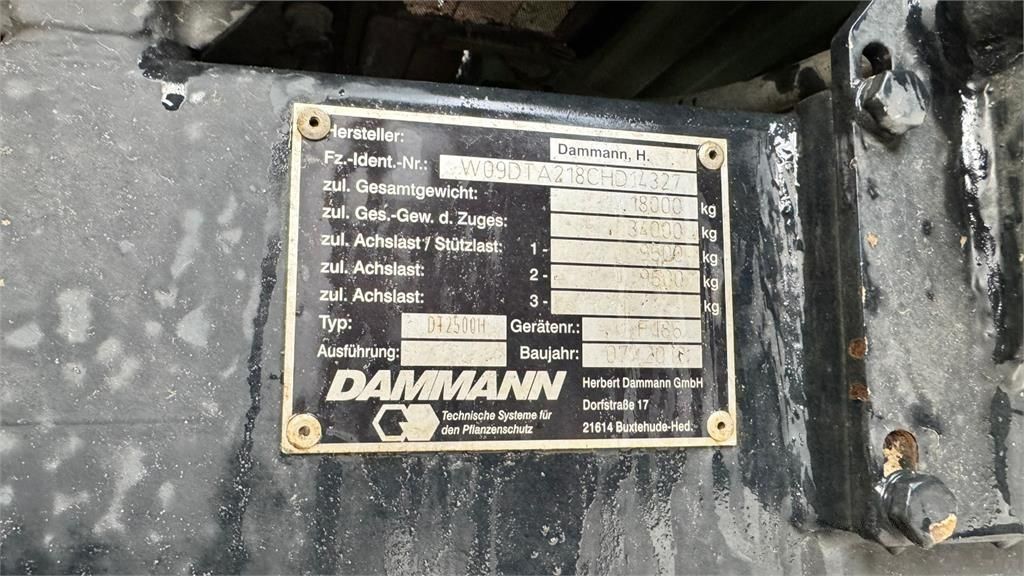 Hersteller: Dammann, H.
Fz.-Ident.-Nr.: W09DTA218CHD14327
zul. Gesamtgewicht: 18000 kg
zul. Ges.-Gew. d. Zuges: 34000 kg
zul. Achslast / Stützlast: 1 - 9500 kg
zul. Achslast: 2 - 9500 kg
zul. Achslast: 3 - kg
Typ: DT2500H Gerätenr.:
Ausführung: Baujahr:
DAMMANN
Technische Systeme für
den Pflanzenschutz
Herbert Dammann GmbH
Dorfstraße 17
21614 Buxtehude-Hed.